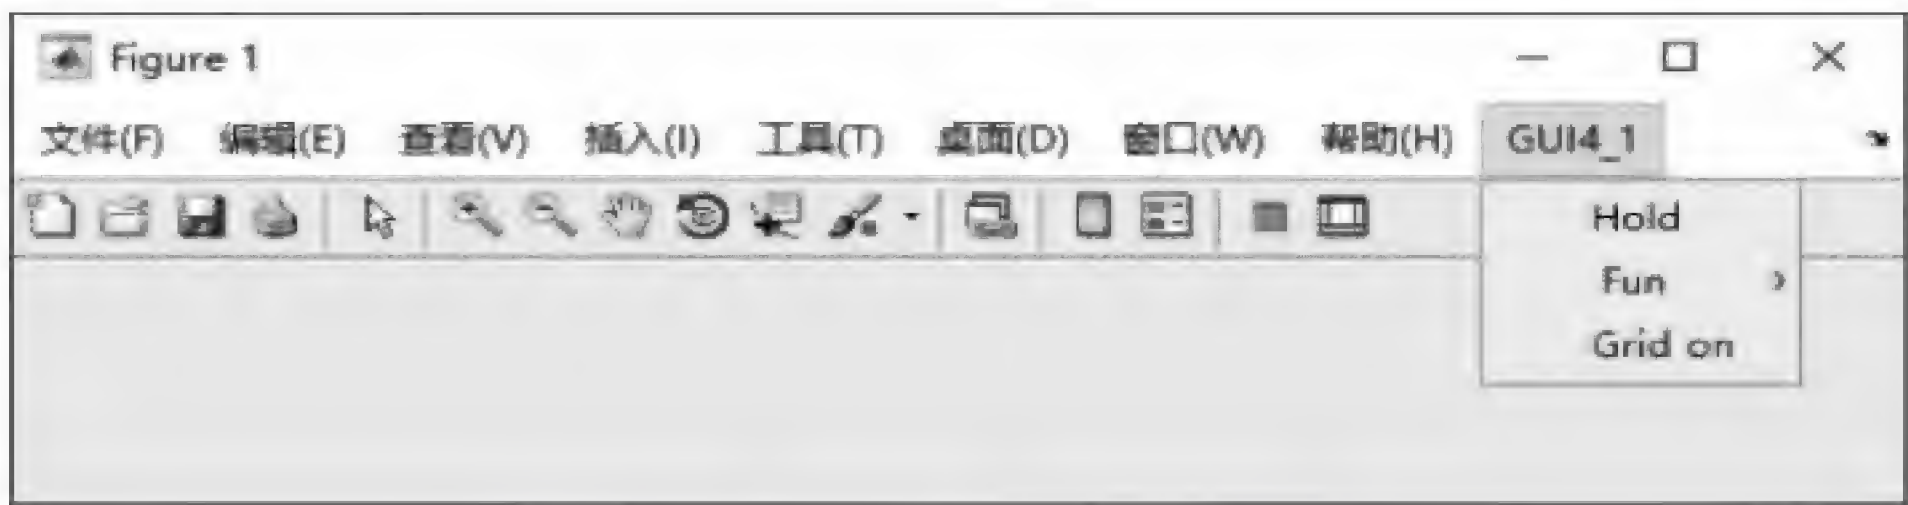 Figure 1
文件(F) 编辑(E) 查看(V) 插入(I) 工具(T) 桌面(D) 窗口(W) 帮助(H) GUI4_1
Hold
Fun
Grid on